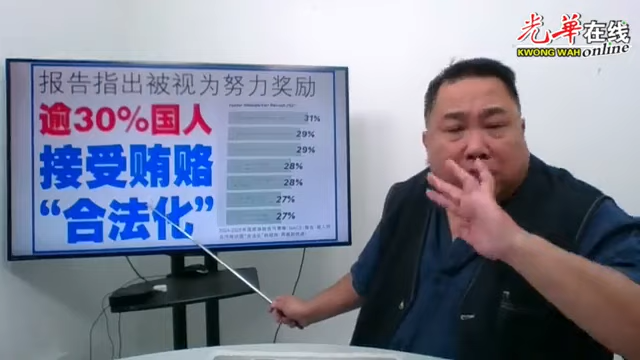 光華在线
KWONG WAH online
报告指出被视为努力奖励
逾30%国人
接受贿赂
“合法化”
31%
29%
29%
28%
28%
27%
27%